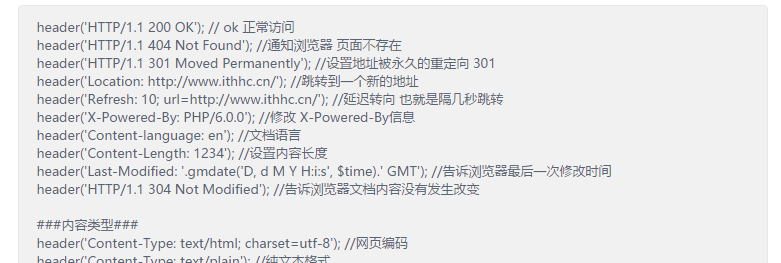 header('HTTP/1.1 200 OK'); // ok 正常访问
header('HTTP/1.1 404 Not Found'); //通知浏览器 页面不存在
header('HTTP/1.1 301 Moved Permanently'); //设置地址被永久的重定向 301
header('Location: http://www.ithhc.cn/'); //跳转到一个新的地址
header('Refresh: 10; url=http://www.ithhc.cn/'); //延迟转向 也就是隔几秒跳转
header('X-Powered-By: PHP/6.0.0'); //修改 X-Powered-By信息
header('Content-language: en'); //文档语言
header('Content-Length: 1234'); //设置内容长度
header('Last-Modified: '.gmdate('D, d M Y H:i:s', $time).' GMT'); //告诉浏览器最后一次修改时间
header('HTTP/1.1 304 Not Modified'); //告诉浏览器文档内容没有发生改变
###内容类型###
header('Content-Type: text/html; charset=utf-8'); //网页编码
header('Content-Type: text/plain'); //纯文本格式